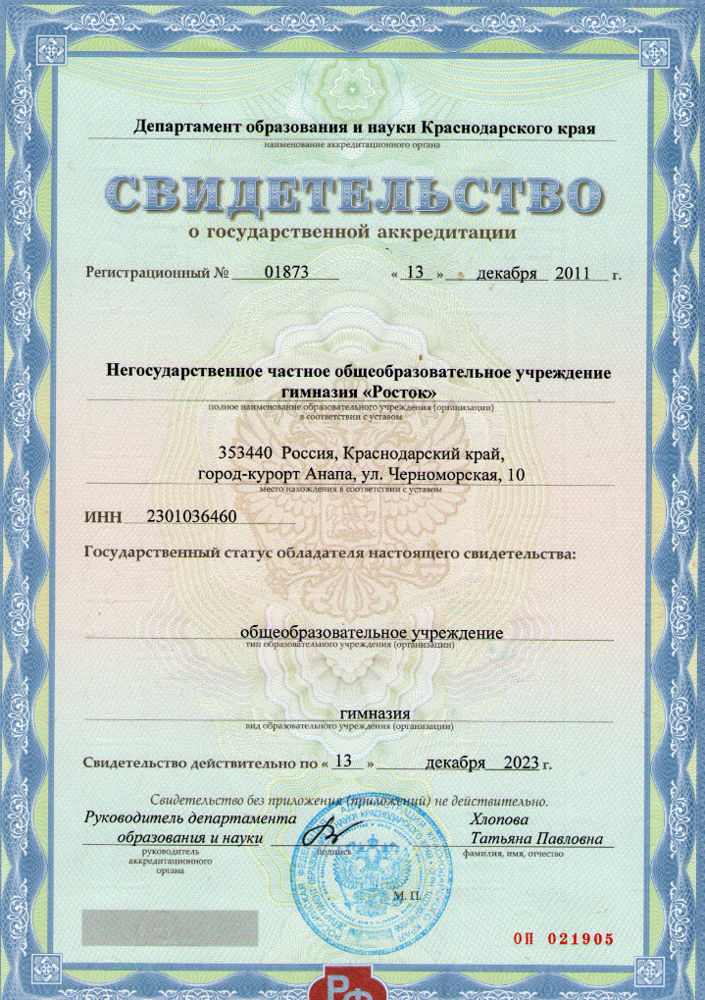 Департамент образования и науки Краснодарского края
наименование аккредитационного органа
СВИДЕТЕЛЬСТВО
о государственной аккредитации
Регистрационный № 01873 « 13 » декабря 2011 г.
Негосударственное частное общеобразовательное учреждение
гимназия «Росток»
полное наименование образовательного учреждения (организации)
в соответствии с уставом
353440 Россия, Краснодарский край,
город-курорт Анапа, ул. Черноморская, 10
место нахождения в соответствии с уставом
ИНН 2301036460
Государственный статус обладателя настоящего свидетельства:
общеобразовательное учреждение
тип образовательного учреждения (организации)
гимназия
вид образовательного учреждения (организации)
Свидетельство действительно по « 13 » декабря 2023 г.
Свидетельство без приложения (приложений) не действительно.
Руководитель департамента Хлопова
образования и науки Татьяна Павловна
руководитель
аккредитационного
органа
подпись
фамилия, имя, отчество
М. П.
ОП 021905
РФ